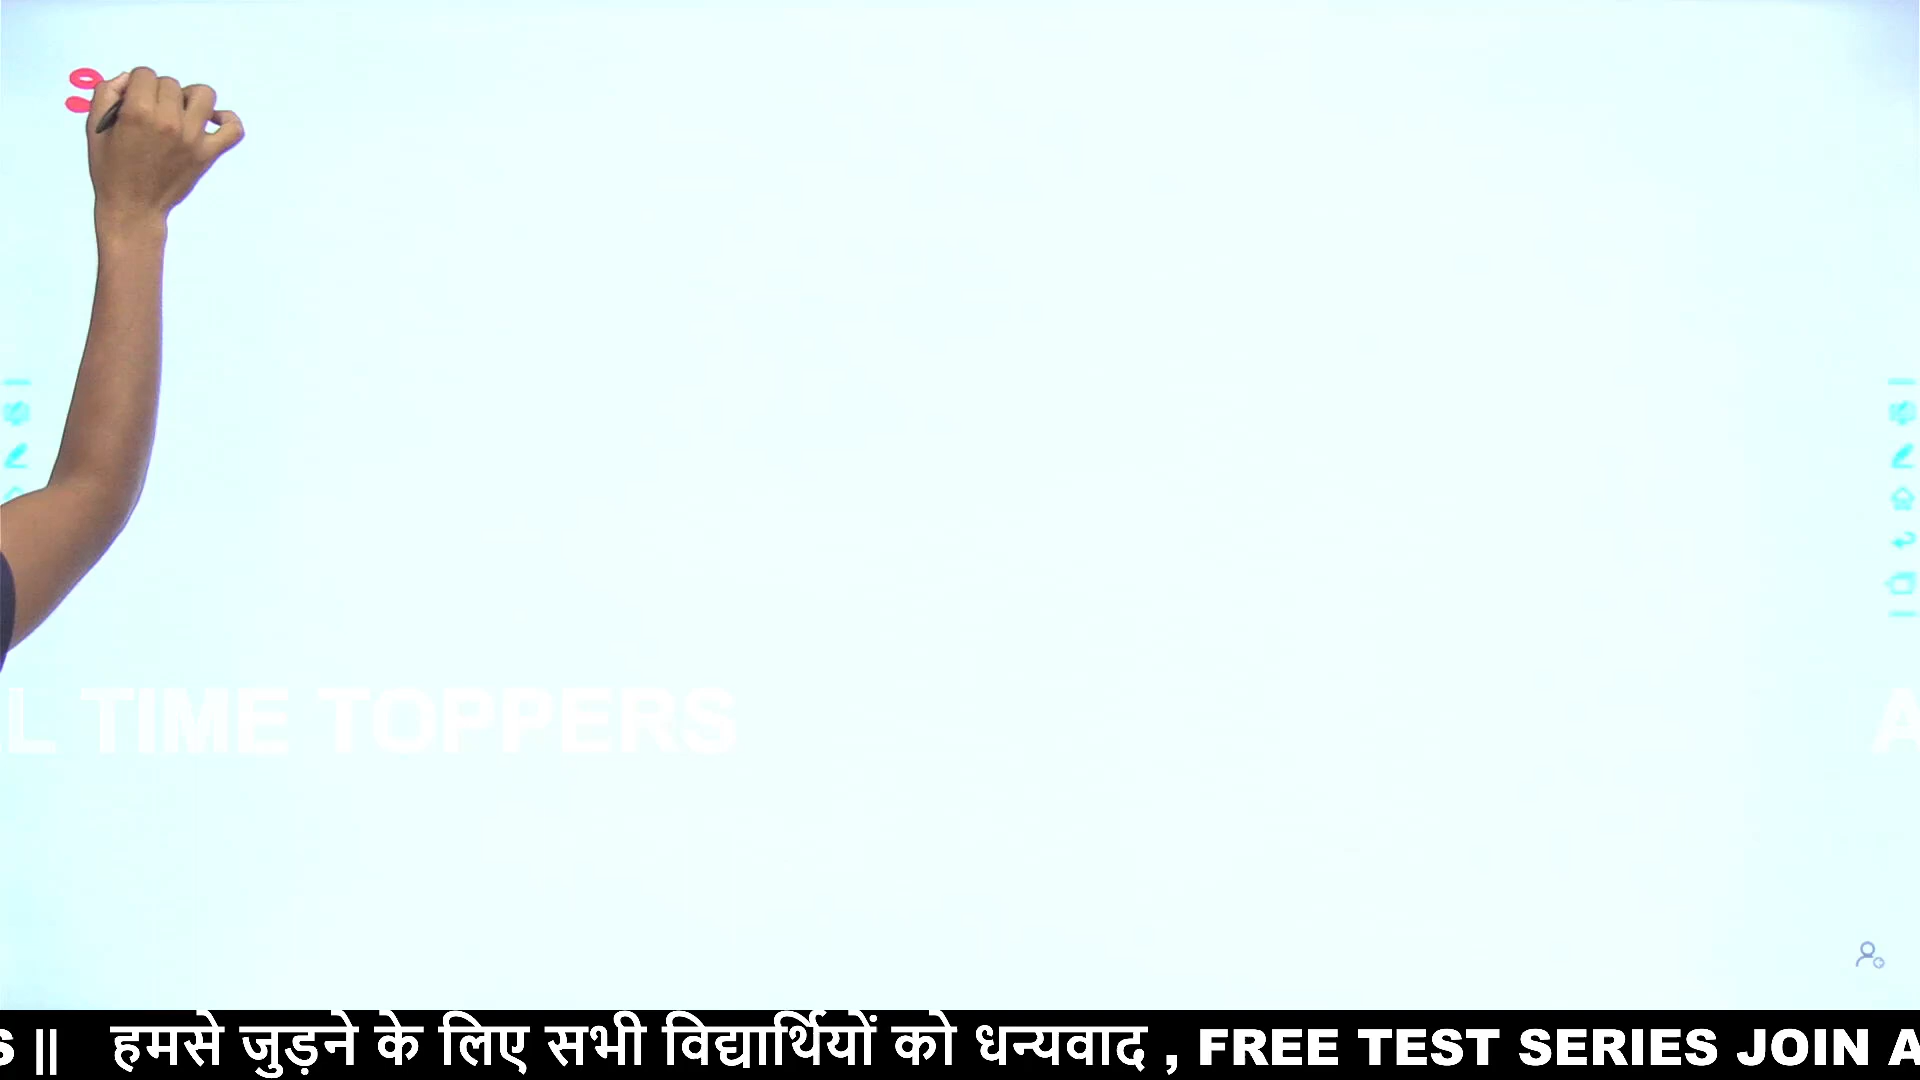 L TIME TOPPERS A
S || हमसे जुड़ने के लिए सभी विद्यार्थियों को धन्यवाद , FREE TEST SERIES JOIN A